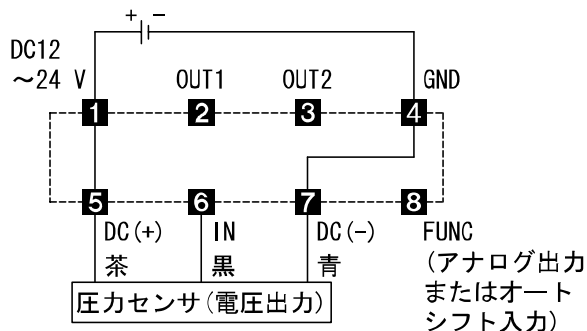 + −
DC12
～24 V
OUT1
OUT2
GND
1
2
3
4
5
6
7
8
DC(+)
IN
DC(−)
FUNC
茶
黒
青
(アナログ出力
またはオート
シフト入力)
圧力センサ(電圧出力)